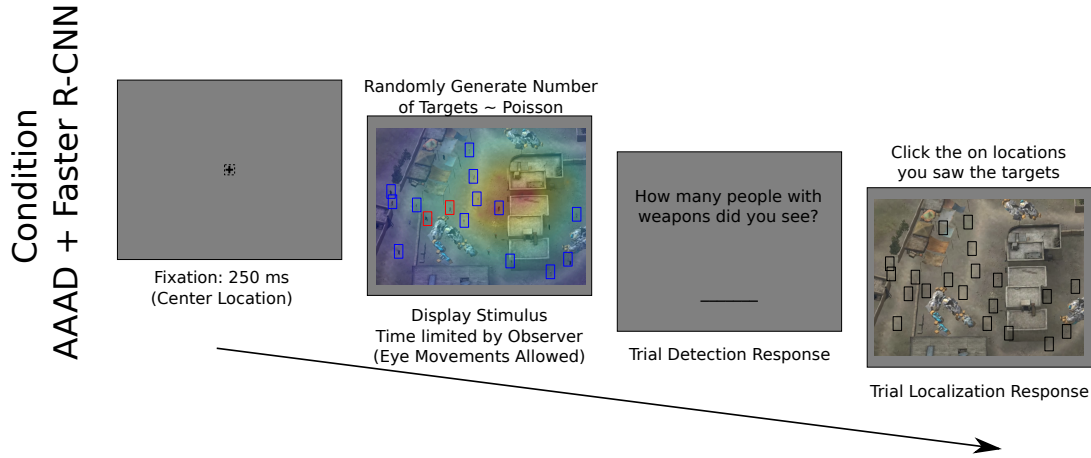 Condition
AAAD + Faster R-CNN
Fixation: 250 ms
(Center Location)
Randomly Generate Number
of Targets ~ Poisson
Display Stimulus
Time limited by Observer
(Eye Movements Allowed)
How many people with
weapons did you see?
Trial Detection Response
Click the on locations
you saw the targets
Trial Localization Response